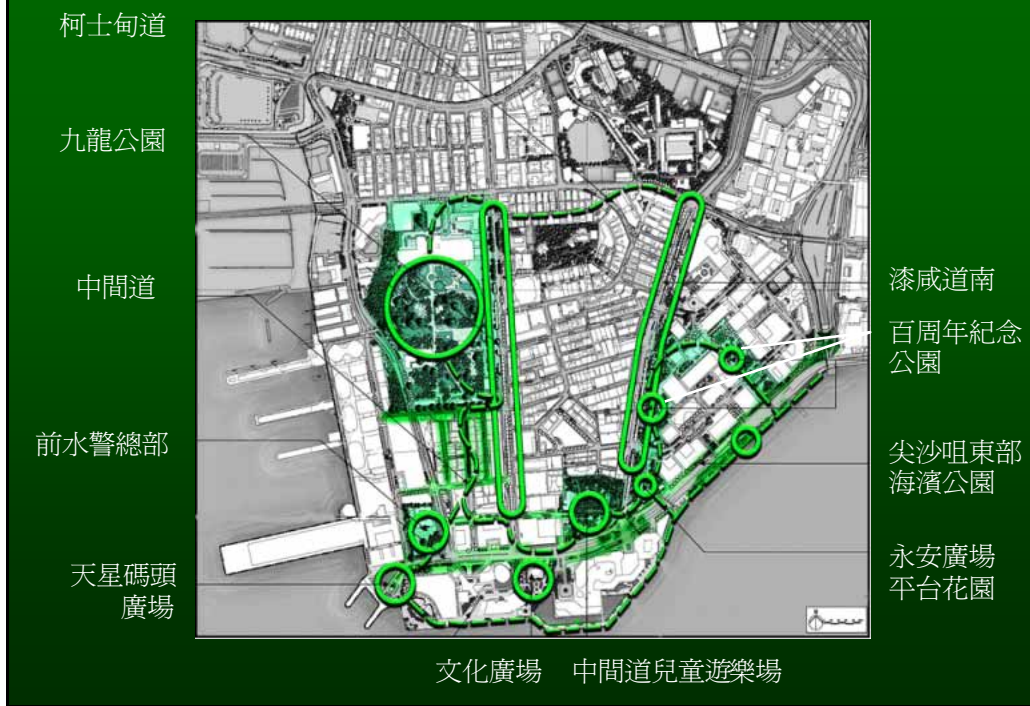 柯士甸道
九龍公園
中間道
前水警總部
天星碼頭
廣場
漆咸道南
百周年紀念
公園
尖沙咀東部
海濱公園
永安廣場
平台花園
文化廣場
中間道兒童遊樂場